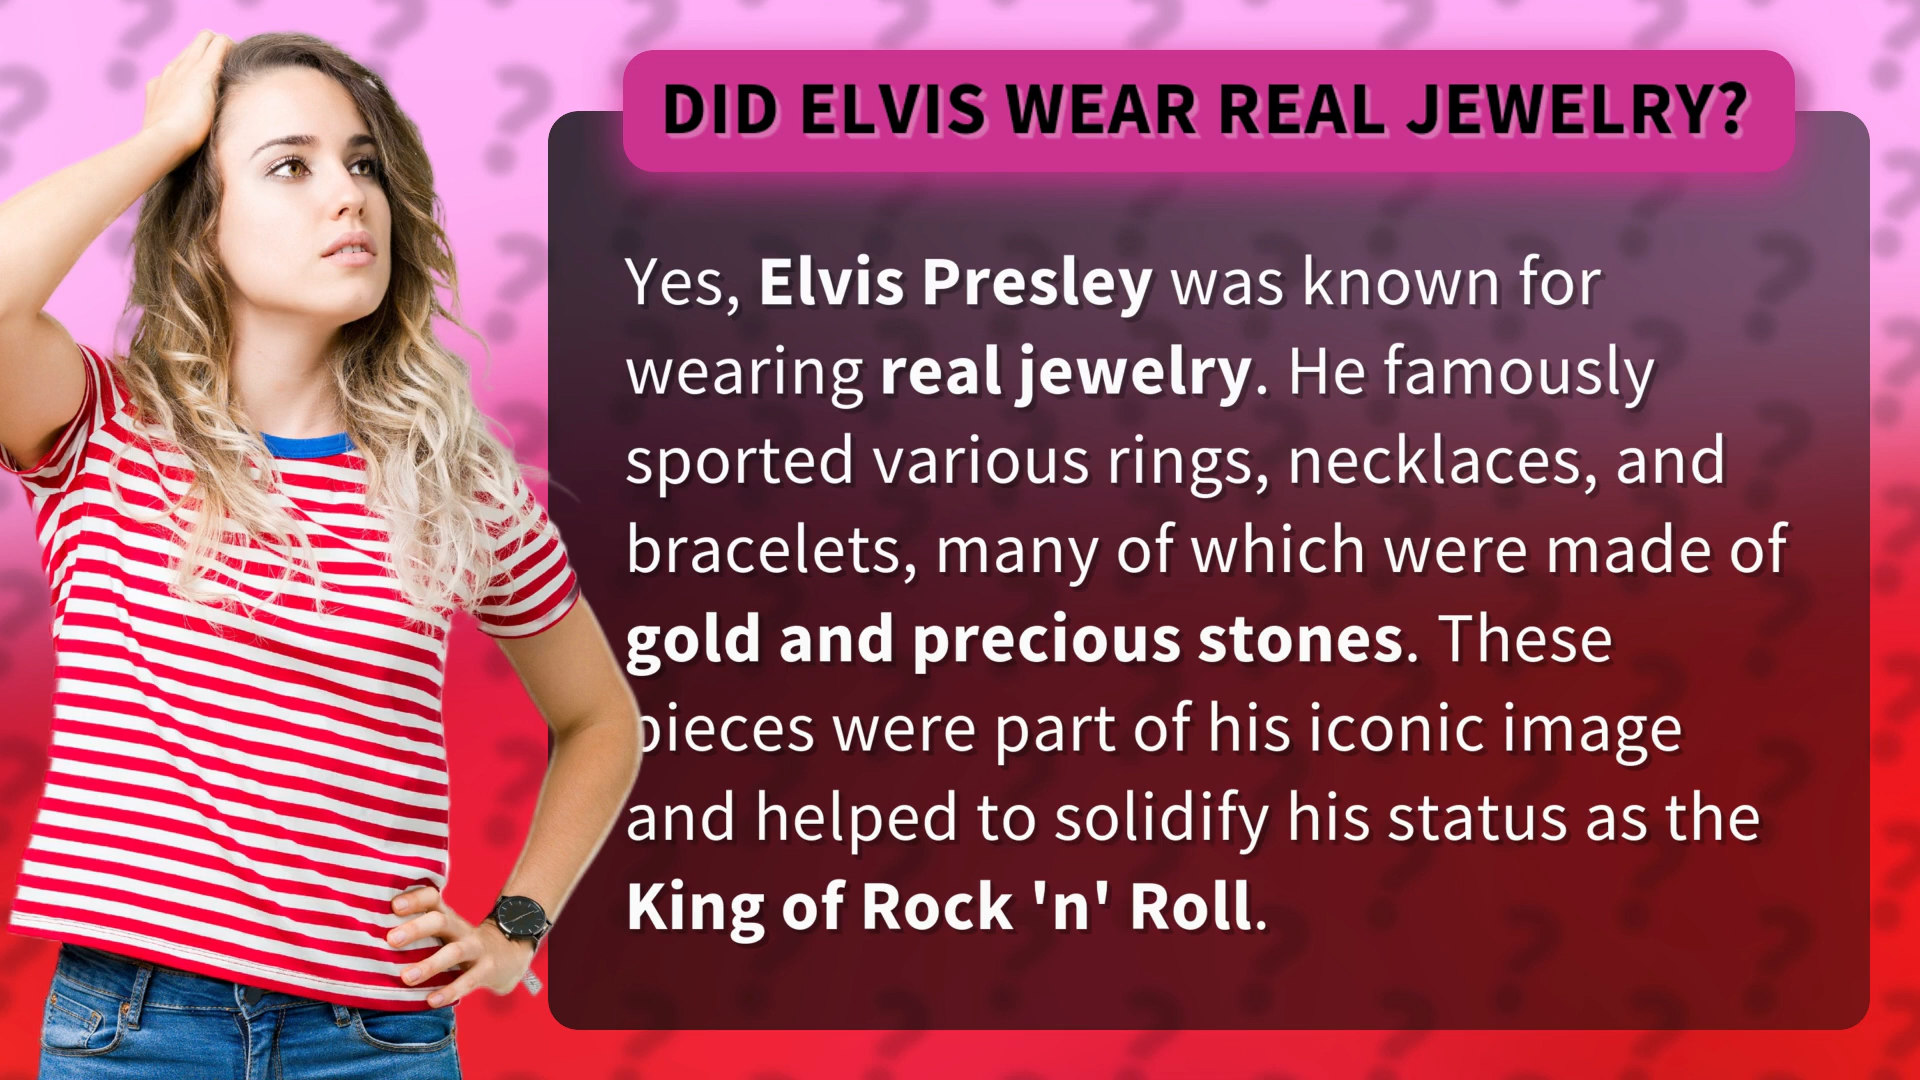 DID ELVIS WEAR REAL JEWELRY?
Yes, Elvis Presley was known for
wearing real jewelry. He famously
sported various rings, necklaces, and
bracelets, many of which were made of
gold and precious stones. These
pieces were part of his iconic image
and helped to solidify his status as the
King of Rock 'n' Roll.